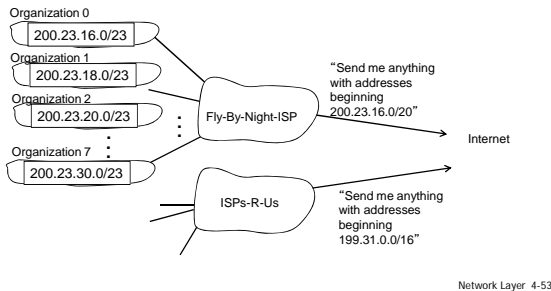 Organization 0
200.23.16.0/23
Organization 1
200.23.18.0/23
Organization 2
200.23.20.0/23
Organization 7
200.23.30.0/23
Fly-By-Night-ISP
“Send me anything
with addresses
beginning
200.23.16.0/20”
Internet
ISPs-R-Us
“Send me anything
with addresses
beginning
199.31.0.0/16”
Network Layer 4-53